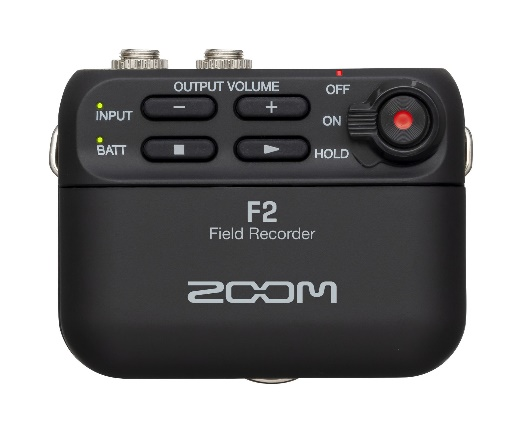 OUTPUT VOLUME
OFF
INPUT
− +
ON
BATT
HOLD
F2
Field Recorder
ZOOM